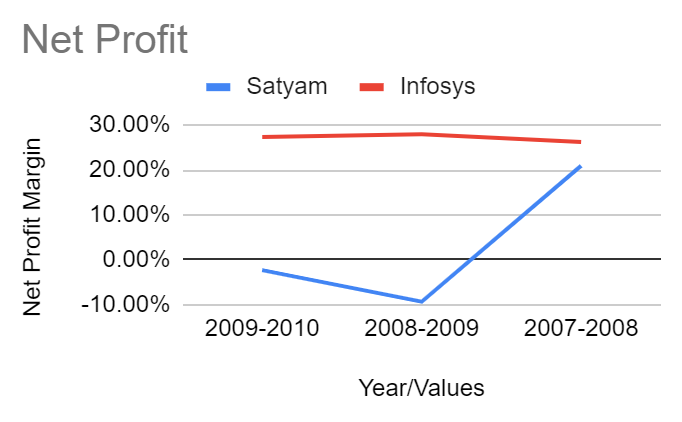 Net Profit
Satyam Infosys
Net Profit Margin
30.00%
20.00%
10.00%
0.00%
-10.00%
2009-2010 2008-2009 2007-2008
Year/Values